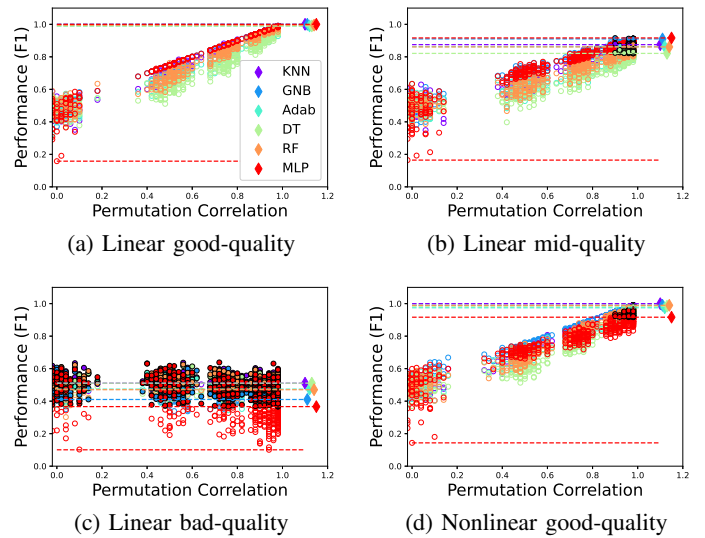 Performance (F1)
1.0
0.8
0.6
0.4
0.2
0.0
KNN
GNB
Adab
DT
RF
MLP
0.0 0.2 0.4 0.6 0.8 1.0 1.2
Permutation Correlation
(a) Linear good-quality
Performance (F1)
1.0
0.8
0.6
0.4
0.2
0.0
0.0 0.2 0.4 0.6 0.8 1.0 1.2
Permutation Correlation
(b) Linear mid-quality
Performance (F1)
1.0
0.8
0.6
0.4
0.2
0.0
0.0 0.2 0.4 0.6 0.8 1.0 1.2
Permutation Correlation
(c) Linear bad-quality
Performance (F1)
1.0
0.8
0.6
0.4
0.2
0.0
0.0 0.2 0.4 0.6 0.8 1.0 1.2
Permutation Correlation
(d) Nonlinear good-quality